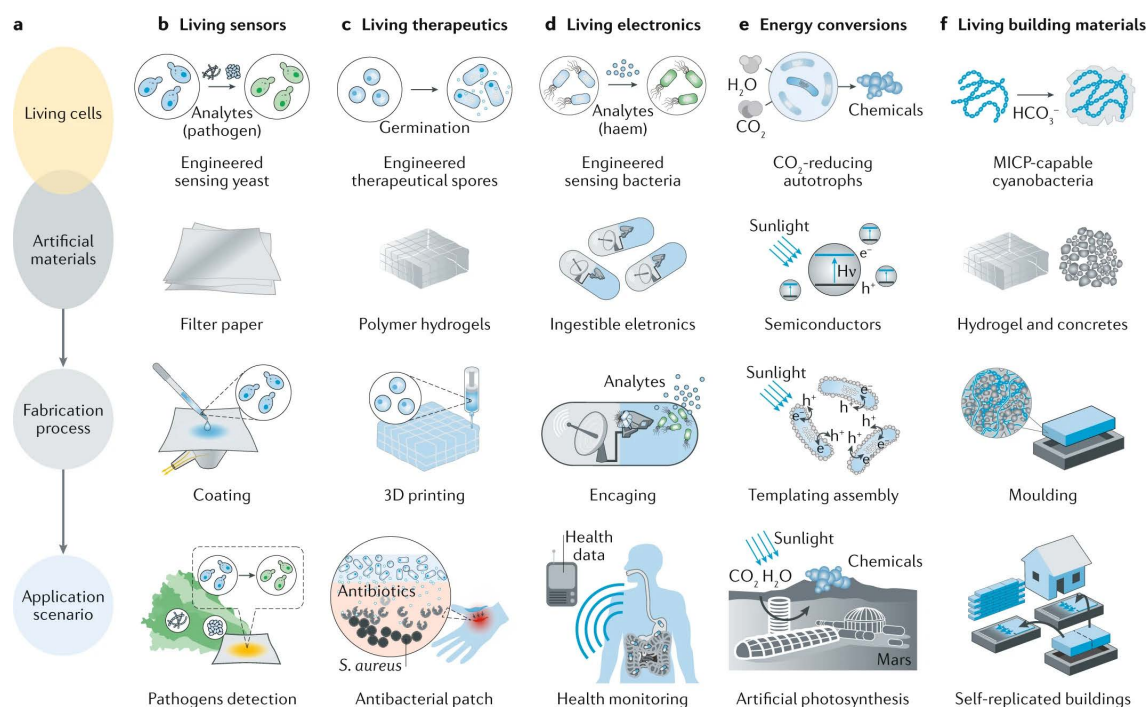 a
b Living sensors
c Living therapeutics
d Living electronics
e Energy conversions
f Living building materials
Living cells
Analytes
(pathogen)
Engineered
sensing yeast
Germination
Engineered
therapeutical spores
Analytes
(haem)
Engineered
sensing bacteria
H₂O
CO₂
Chemicals
CO₂-reducing
autotrophs
HCO₃⁻
MICP-capable
cyanobacteria
Artificial
materials
Filter paper
Polymer hydrogels
Ingestible eletronics
Sunlight
e⁻
Hν
h⁺
Semiconductors
Hydrogel and concretes
Fabrication
process
Coating
3D printing
Analytes
Encaging
Sunlight
e⁻
h⁺
h⁺
e⁻
h⁺
h⁺
h⁺
e⁻
e⁻
Templating assembly
Moulding
Application
scenario
Pathogens detection
Antibiotics
S. aureus
Antibacterial patch
Health
data
Health monitoring
Sunlight
CO₂ H₂O
Chemicals
Mars
Artificial photosynthesis
Self-replicated buildings